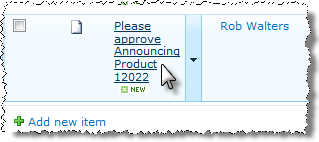 Please
approve
Announcing
Product
12022
NEW
Rob Walters
Add new item